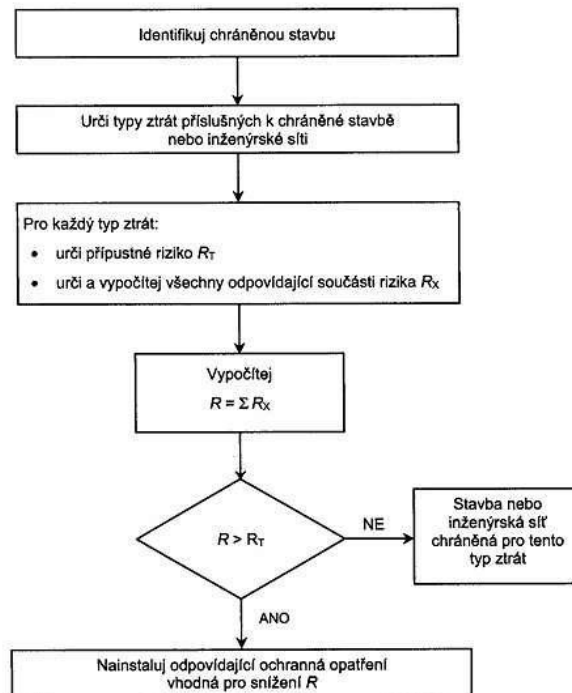 Identifikuj chráněnou stavbu
Urči typy ztrát příslušných k chráněné stavbě
nebo inženýrské síti
Pro každý typ ztrát:
• urči přípustné riziko RT
• urči a vypočítej všechny odpovídající součásti rizika RX
Vypočítej
R = Σ RX
R > RT
NE
Stavba nebo
inženýrská síť
chráněná pro tento
typ ztrát
ANO
Nainstaluj odpovídající ochranná opatření
vhodná pro snížení R